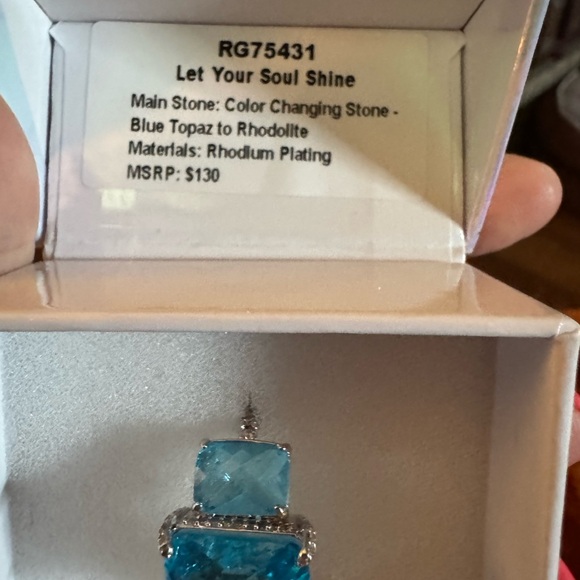 RG75431
Let Your Soul Shine
Main Stone: Color Changing Stone -
Blue Topaz to Rhodolite
Materials: Rhodium Plating
MSRP: $130